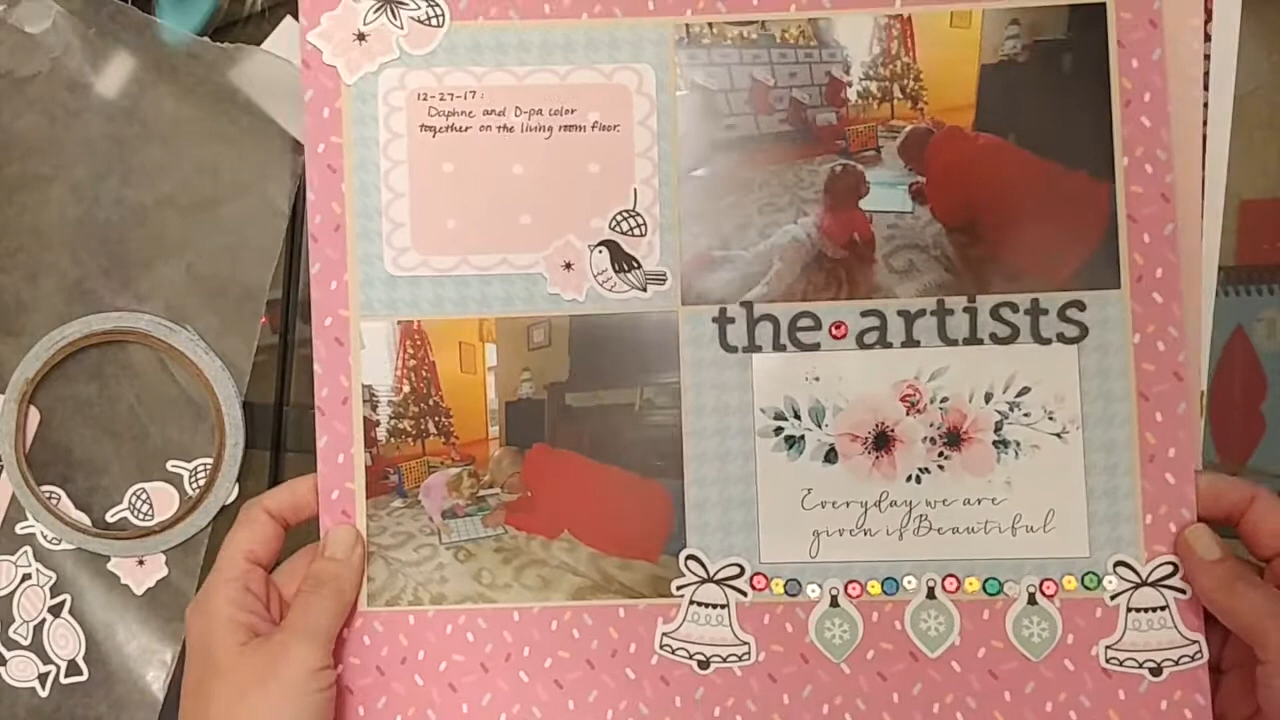 12-27-17:
Daphne and D-pa color
together on the living room floor.
the artists
Everyday we are
given is Beautiful